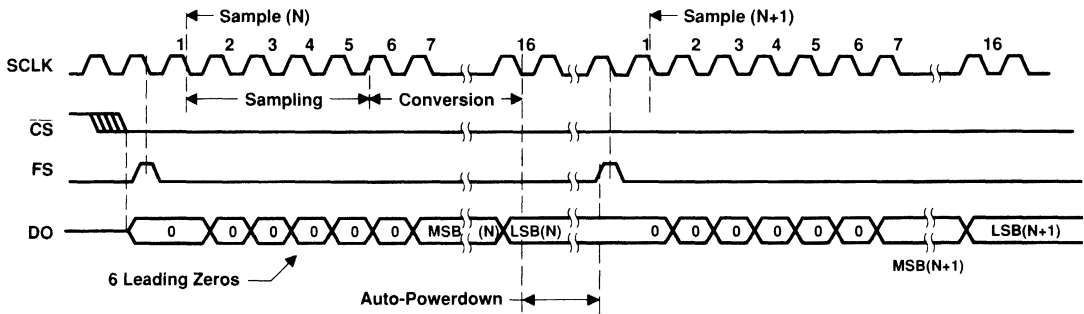 Sample (N)
Sample (N+1)
1 2 3 4 5 6 7 16 1 2 3 4 5 6 7 16
SCLK
Sampling
Conversion
CS
FS
DO
0 0 0 0 0 0 MSB (N) LSB(N) 0 0 0 0 0 0 LSB(N+1)
MSB(N+1)
6 Leading Zeros
Auto-Powerdown